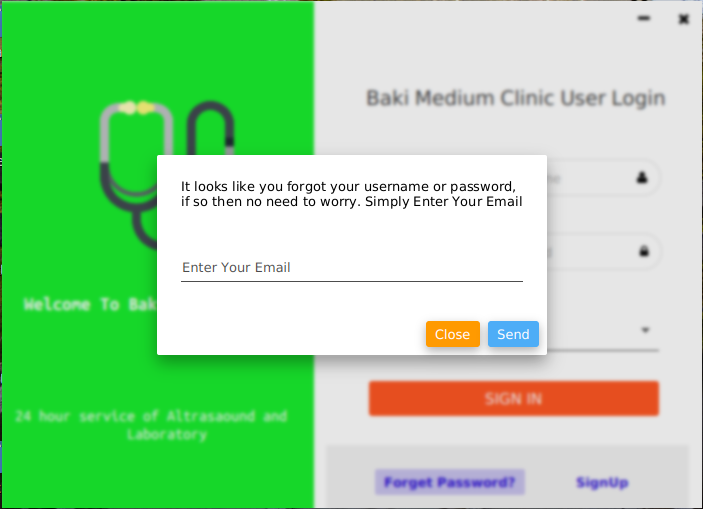 Baki Medium Clinic User Login
It looks like you forgot your username or password,
if so then no need to worry. Simply Enter Your Email
Enter Your Email
Close
Send
Welcome To Bak
24 hour service of Altrasaound and
Laboratory
SIGN IN
Forget Password?
SignUp